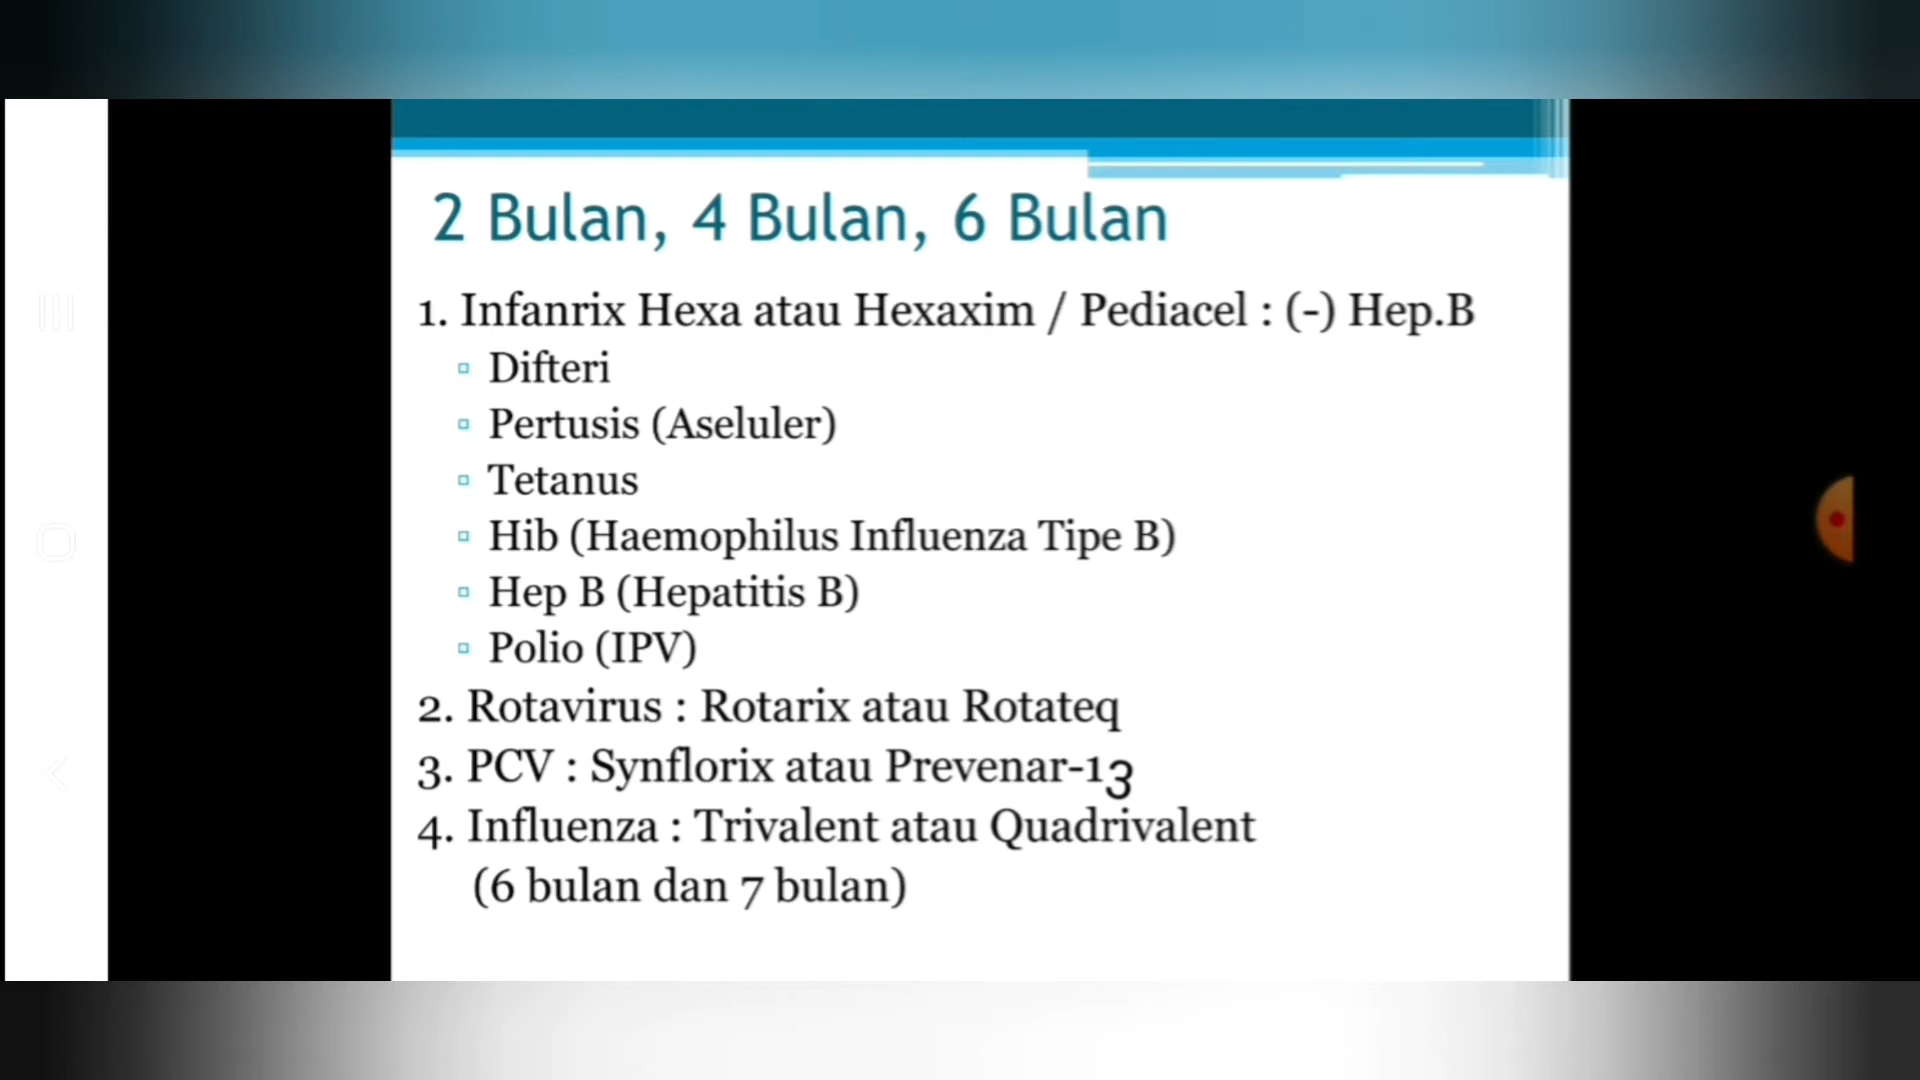 2 Bulan, 4 Bulan, 6 Bulan
1. Infanrix Hexa atau Hexaxim / Pediacel : (-) Hep.B
▫ Difteri
▫ Pertusis (Aseluler)
▫ Tetanus
▫ Hib (Haemophilus Influenza Tipe B)
▫ Hep B (Hepatitis B)
▫ Polio (IPV)
2. Rotavirus : Rotarix atau Rotateq
3. PCV : Synflorix atau Prevenar-13
4. Influenza : Trivalent atau Quadrivalent
(6 bulan dan 7 bulan)